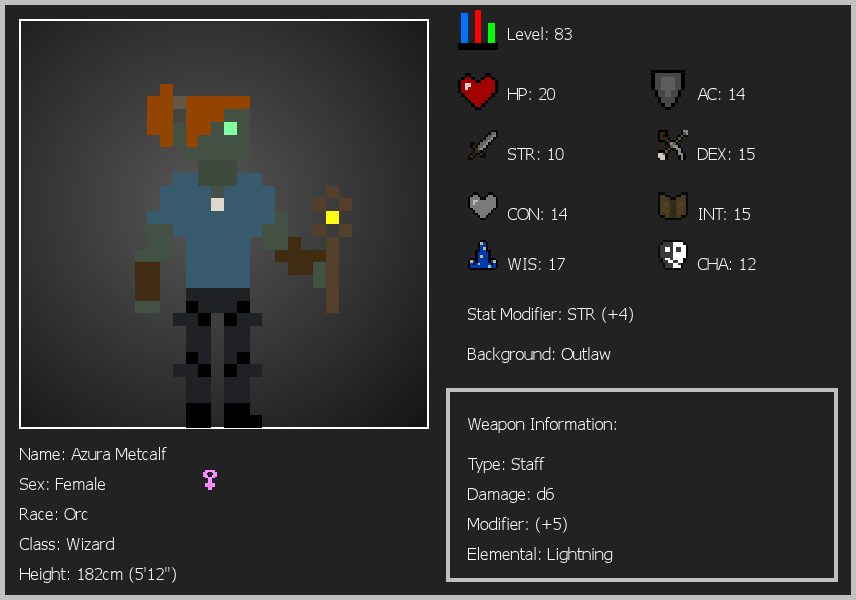 Level: 83
HP: 20
AC: 14
STR: 10
DEX: 15
CON: 14
INT: 15
WIS: 17
CHA: 12
Stat Modifier: STR (+4)
Background: Outlaw
Weapon Information:
Type: Staff
Damage: d6
Modifier: (+5)
Elemental: Lightning
Name: Azura Metcalf
Sex: Female
Race: Orc
Class: Wizard
Height: 182cm (5'12")